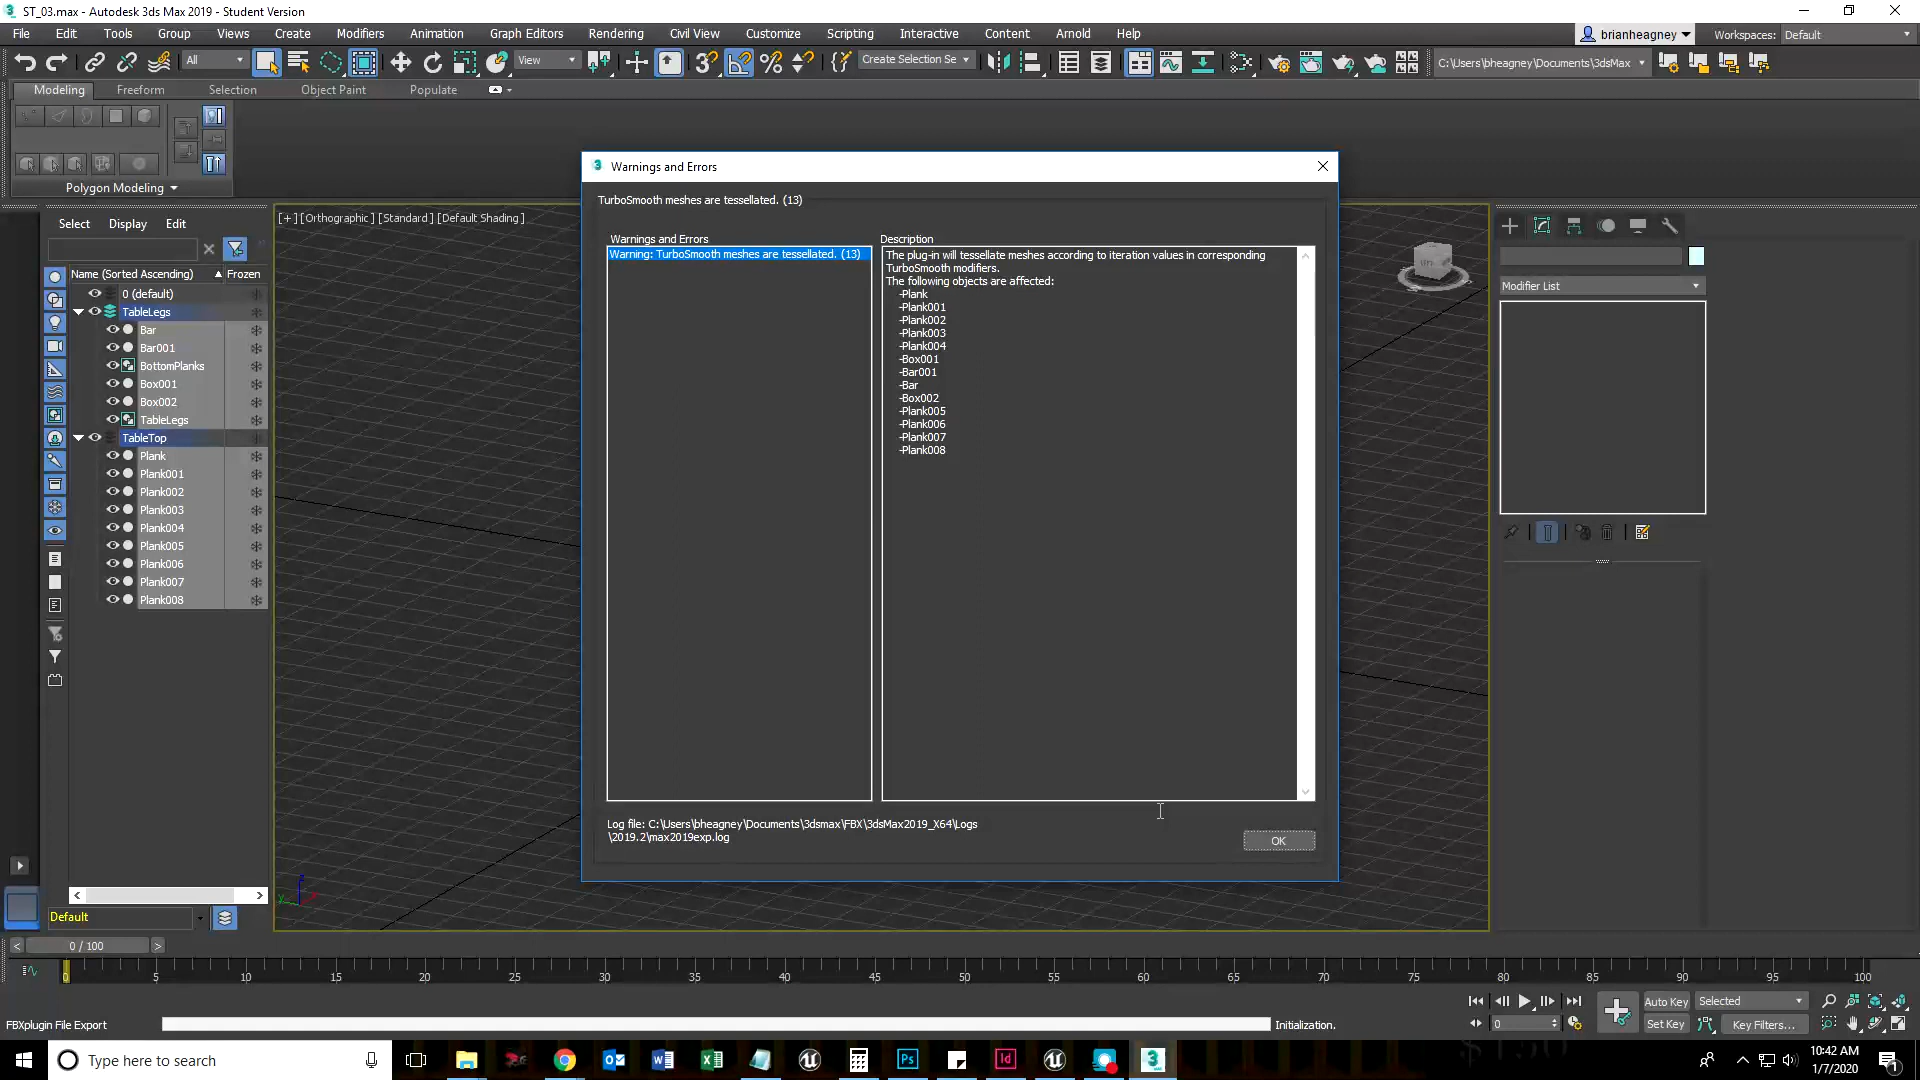 ST_03.max - Autodesk 3ds Max 2019 - Student Version
File Edit Tools Group Views Create Modifiers Animation Graph Editors Rendering Civil View Customize Scripting Interactive Content Arnold Help
brianheagney Workspaces: Default
All View Create Selection Se C:\Users\bheagney\Documents\3dsMax
Modeling Freeform Selection Object Paint Populate
Polygon Modeling
Warnings and Errors
TurboSmooth meshes are tessellated. (13)
Warnings and Errors
Warning: TurboSmooth meshes are tessellated. (13)
Description
The plug-in will tessellate meshes according to iteration values in corresponding
TurboSmooth modifiers.
The following objects are affected:
-Plank
-Plank001
-Plank002
-Plank003
-Plank004
-Box001
-Bar001
-Bar
-Box002
-Plank005
-Plank006
-Plank007
-Plank008
Log file: C:\Users\bheagney\Documents\3dsmax\FBX\3dsMax2019_X64\Logs
\2019.2\max2019exp.log
OK
Select Display Edit
Name (Sorted Ascending) Frozen
0 (default)
TableLegs
Bar
Bar001
BottomPlanks
Box001
Box002
TableLegs
TableTop
Plank
Plank001
Plank002
Plank003
Plank004
Plank005
Plank006
Plank007
Plank008
Default
[+] [Orthographic] [Standard] [Default Shading]
Modifier List
0 / 100
0 5 10 15 20 25 30 35 40 45 50 55 60 65 70 75 80 85 90 95 100
FBXplugin File Export
Initialization.
Auto Key Selected
0 Set Key Key Filters...
Type here to search
10:42 AM
1/7/2020